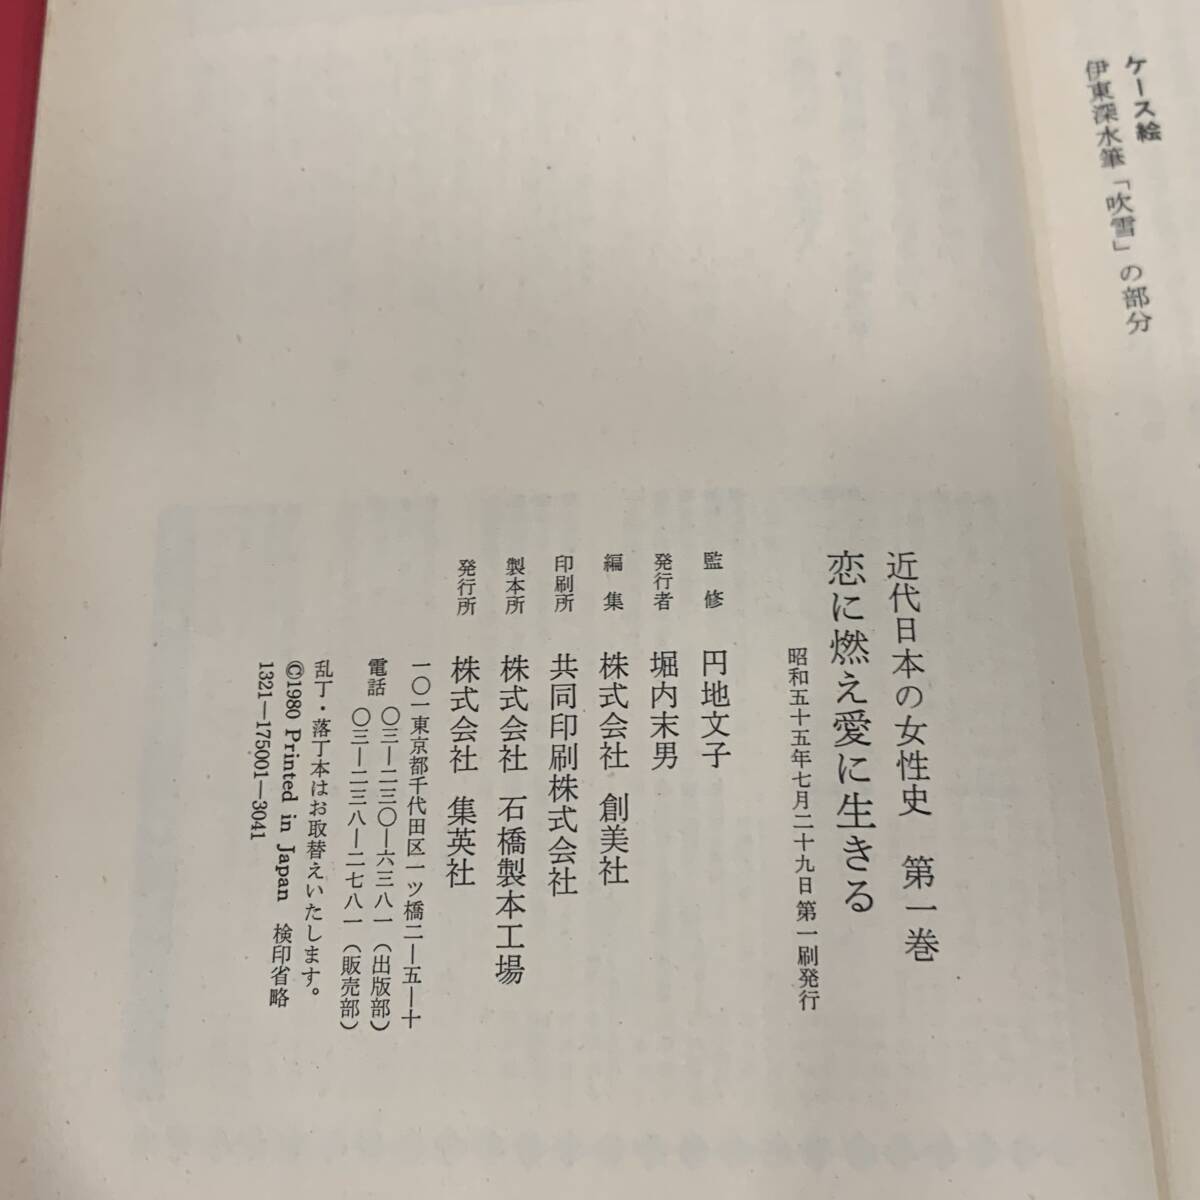 ケース絵
伊東深水筆「吹雪」の部分
近代日本の女性史 第一巻
恋に燃え愛に生きる
昭和五十五年七月二十九日 第一刷発行
監修 円地文子
発行者 堀内末男
編集 株式会社 創美社
印刷所 共同印刷株式会社
製本所 株式会社 石橋製本工場
発行所 株式会社 集英社
一〇一東京都千代田区一ツ橋二―五―十
電話 〇三―二三〇―六三八一(出版部)
〇三―二三八―二七八一(販売部)
乱丁・落丁本はお取替えいたします。
©1980 Printed in Japan 検印省略
1321―175001―3041